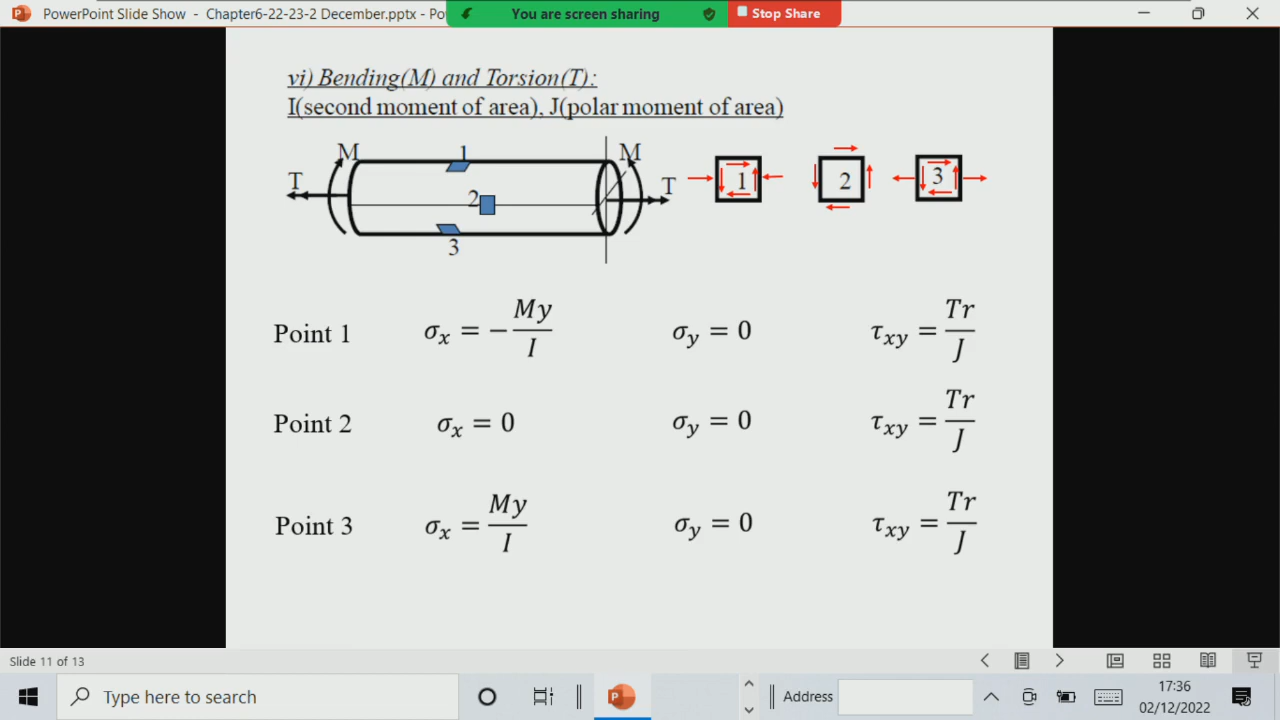 PowerPoint Slide Show - Chapter6-22-23-2 December.pptx - Po
You are screen sharing
Stop Share
vi) Bending(M) and Torsion(T):
I(second moment of area), J(polar moment of area)
M 1 M
T 2 T
3
1 2 3
Point 1 σx = − My/I σy = 0 τxy = Tr/J
Point 2 σx = 0 σy = 0 τxy = Tr/J
Point 3 σx = My/I σy = 0 τxy = Tr/J
Slide 11 of 13
Type here to search
Address
17:36
02/12/2022